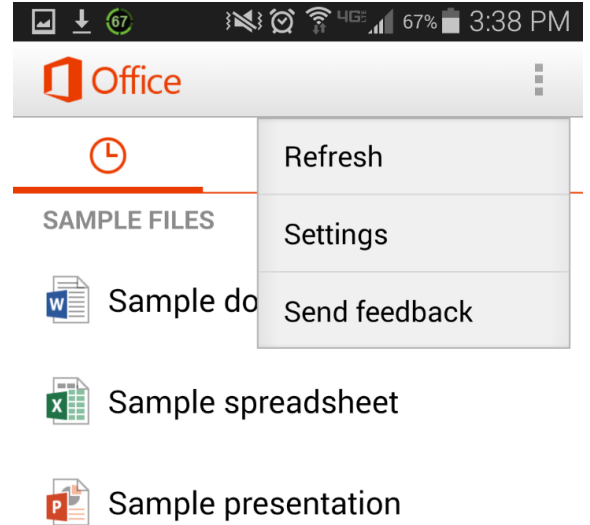 67 4G 67% 3:38 PM
Office
Refresh
SAMPLE FILES
Settings
Sample do
Send feedback
Sample spreadsheet
Sample presentation